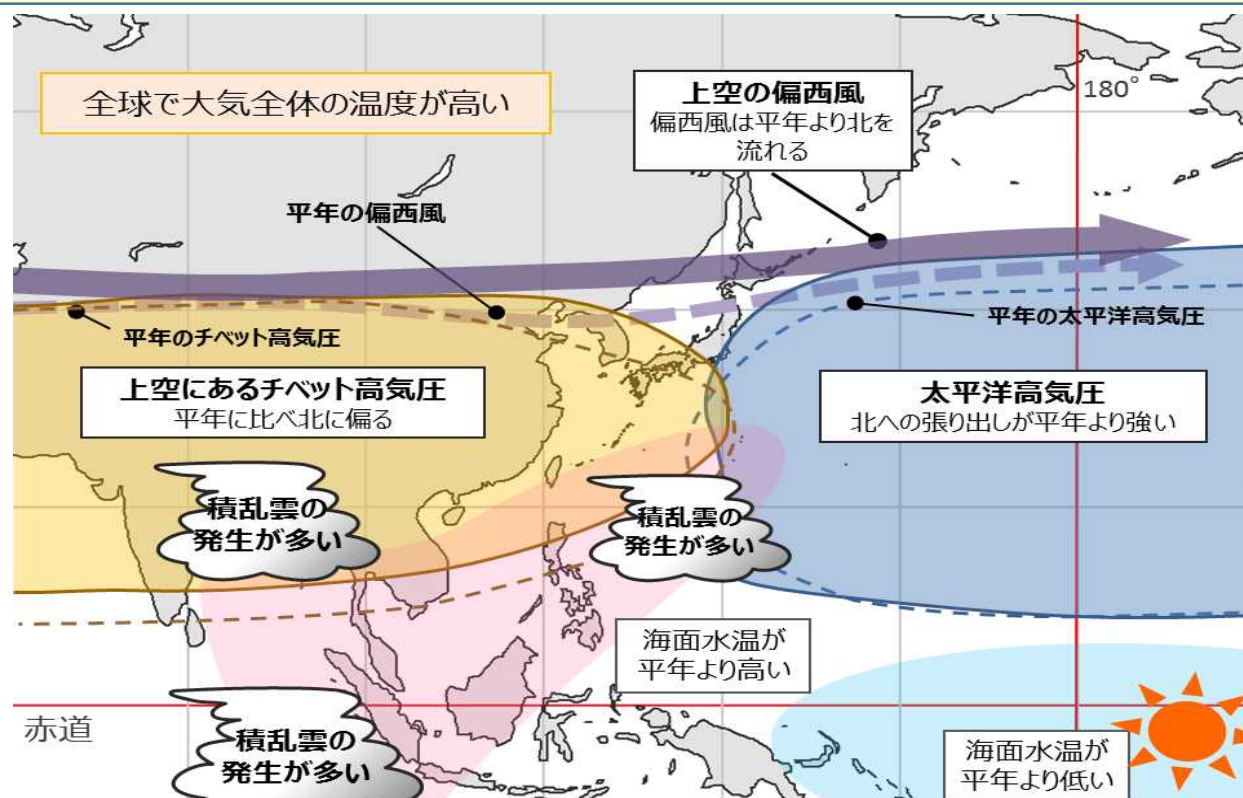 全球で大気全体の温度が高い
上空の偏西風
偏西風は平年より北を
流れる
180°
平年の偏西風
平年のチベット高気圧
平年の太平洋高気圧
上空にあるチベット高気圧
平年に比べ北に偏る
太平洋高気圧
北への張り出しが平年より強い
積乱雲の
発生が多い
積乱雲の
発生が多い
海面水温が
平年より高い
赤道
積乱雲の
発生が多い
海面水温が
平年より低い